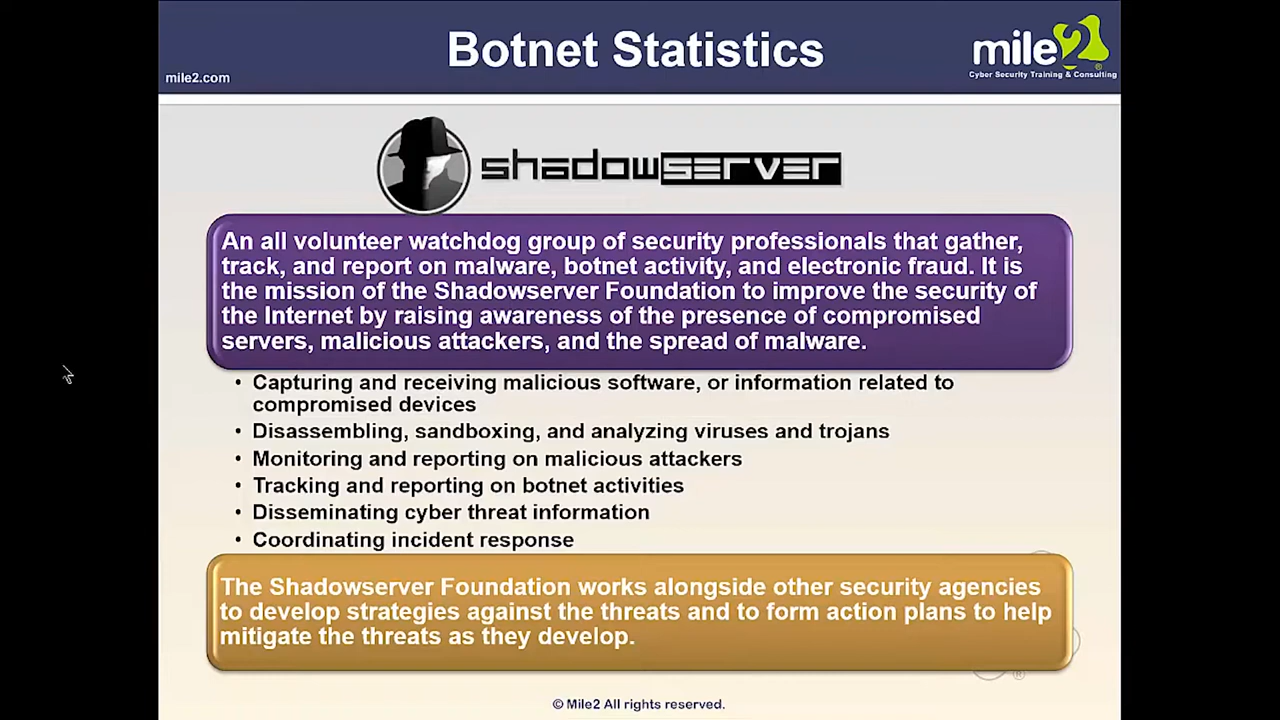 Botnet Statistics
mile2
Cyber Security Training & Consulting
mile2.com
shadowserver
An all volunteer watchdog group of security professionals that gather,
track, and report on malware, botnet activity, and electronic fraud. It is
the mission of the Shadowserver Foundation to improve the security of
the Internet by raising awareness of the presence of compromised
servers, malicious attackers, and the spread of malware.
• Capturing and receiving malicious software, or information related to
compromised devices
• Disassembling, sandboxing, and analyzing viruses and trojans
• Monitoring and reporting on malicious attackers
• Tracking and reporting on botnet activities
• Disseminating cyber threat information
• Coordinating incident response
The Shadowserver Foundation works alongside other security agencies
to develop strategies against the threats and to form action plans to help
mitigate the threats as they develop.
®
© Mile2 All rights reserved.